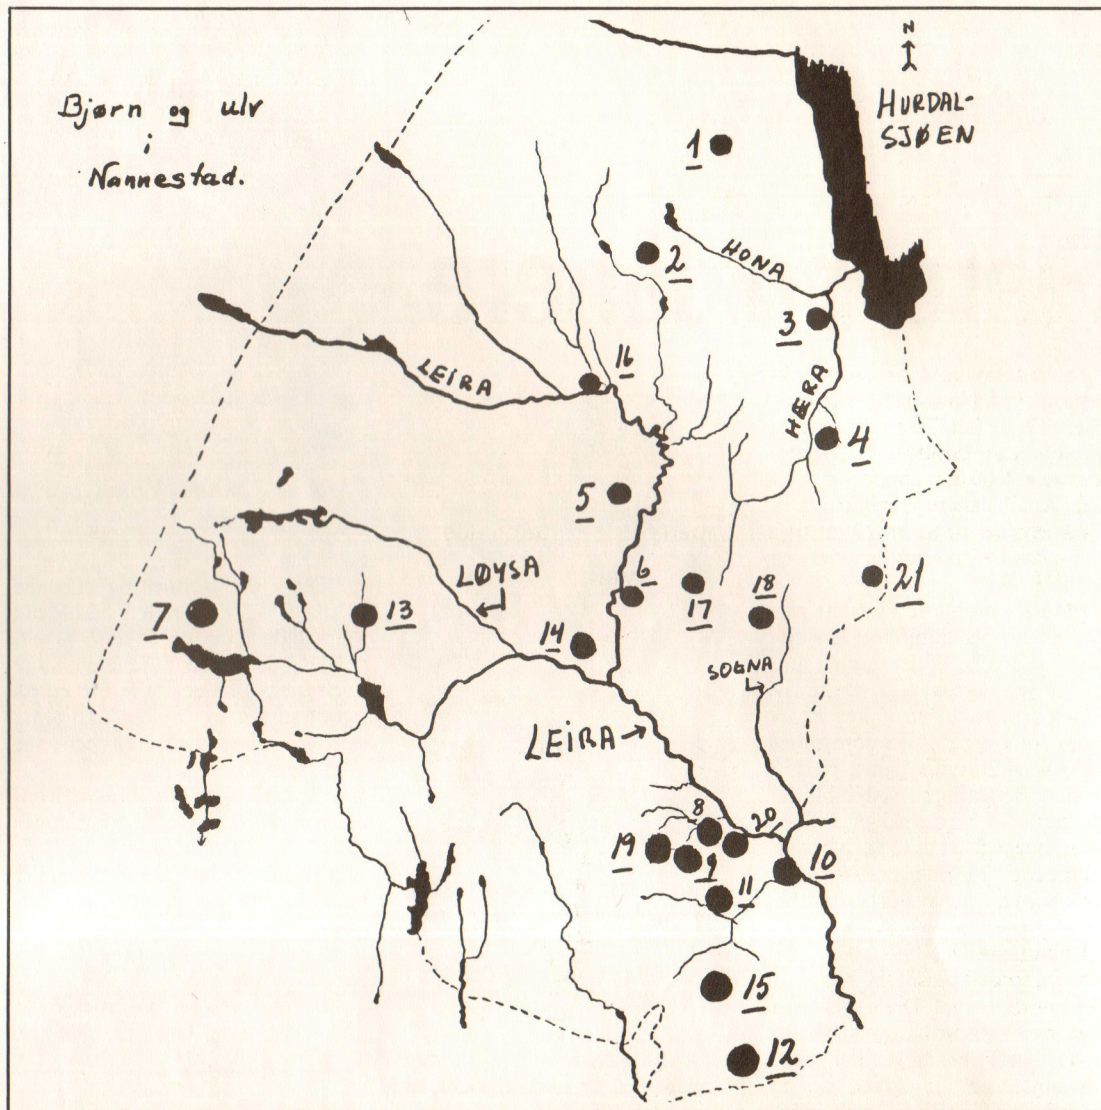 Bjørn og ulv
i
Nannestad.
N
HURDAL-
SJØEN
1
2
HONA
3
16
LEIRA
HÆRA
4
5
LØYSA
6
17
18
21
7
13
14
SOGNA
LEIRA
8
20
19
9
10
11
15
12